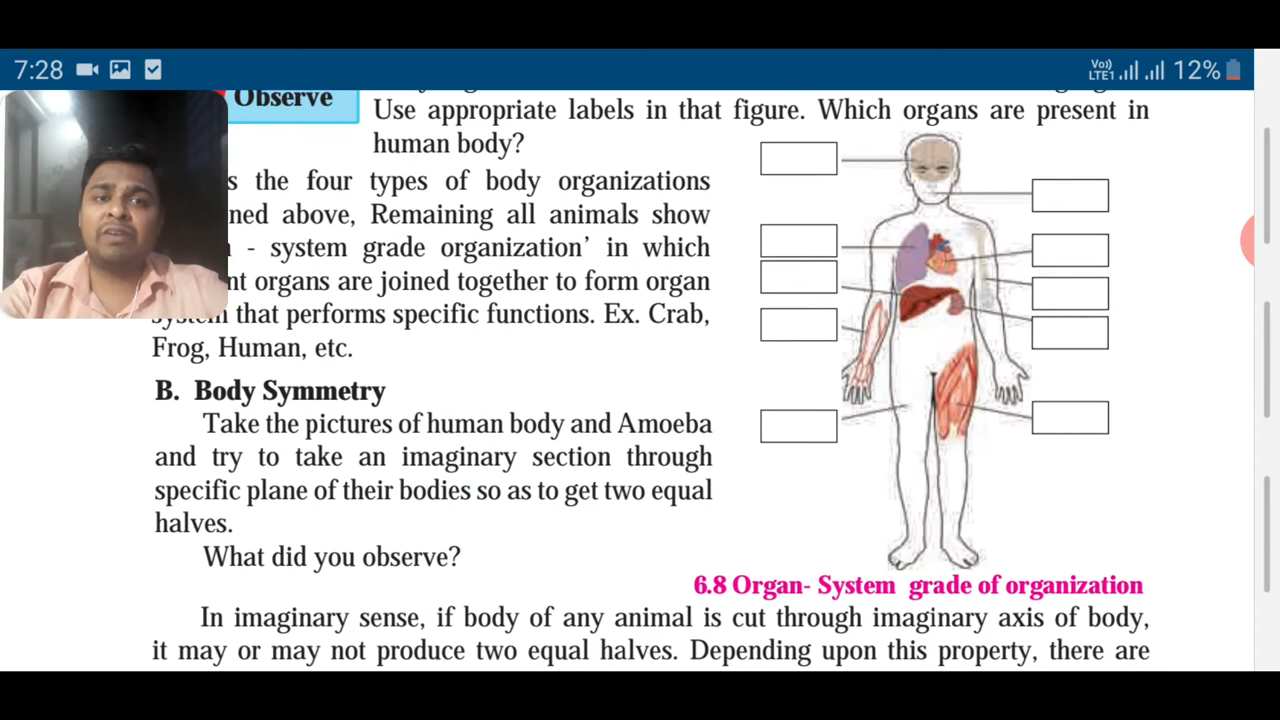 7:28
Vo)) LTE1 12%
Observe
Use appropriate labels in that figure. Which organs are present in
human body?
s the four types of body organizations
ned above, Remaining all animals show
- system grade organization’ in which
nt organs are joined together to form organ
system that performs specific functions. Ex. Crab,
Frog, Human, etc.
B. Body Symmetry
Take the pictures of human body and Amoeba
and try to take an imaginary section through
specific plane of their bodies so as to get two equal
halves.
What did you observe?
6.8 Organ- System grade of organization
In imaginary sense, if body of any animal is cut through imaginary axis of body,
it may or may not produce two equal halves. Depending upon this property, there are